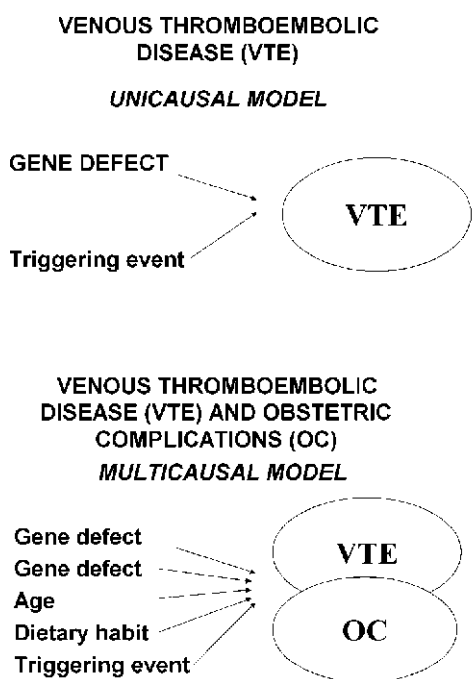 VENOUS THROMBOEMBOLIC
DISEASE (VTE)
UNICAUSAL MODEL
GENE DEFECT
VTE
Triggering event
VENOUS THROMBOEMBOLIC
DISEASE (VTE) AND OBSTETRIC
COMPLICATIONS (OC)
MULTICAUSAL MODEL
Gene defect
Gene defect
Age
Dietary habit
Triggering event
VTE
OC